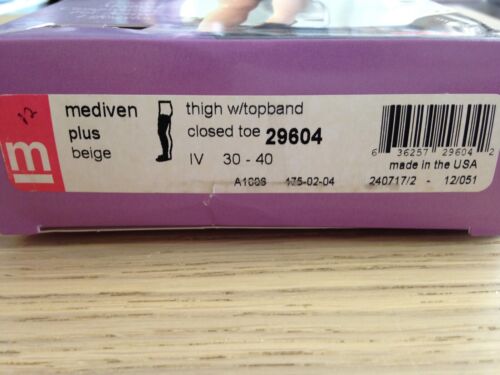 12
m
mediven
plus
beige
thigh w/topband
closed toe 29604
IV 30 - 40
A1606 175-02-04
6 36257 29604 2
made in the USA
240717/2 - 12/051